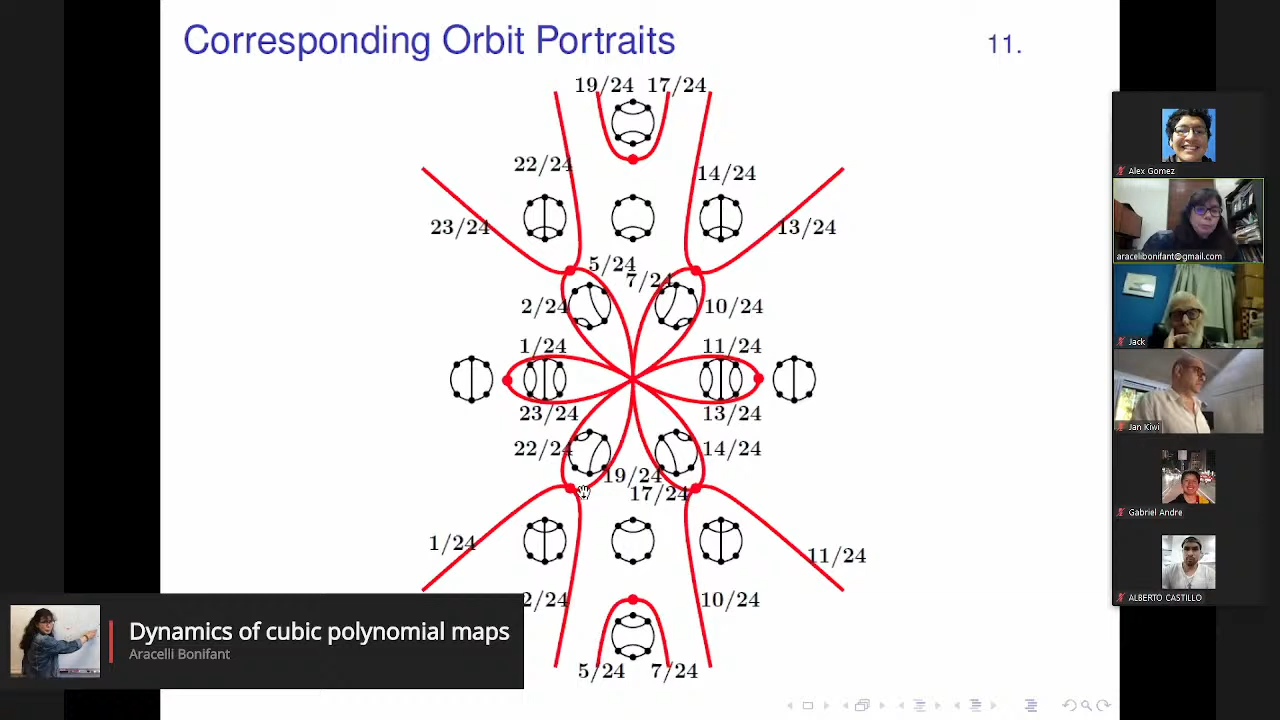 Corresponding Orbit Portraits
11.
19/24
17/24
22/24
14/24
23/24
13/24
5/24
7/24
2/24
10/24
1/24
11/24
23/24
13/24
22/24
14/24
19/24
17/24
1/24
11/24
2/24
10/24
5/24
7/24
Alex Gomez
aracelibonifant@gmail.com
Jack
Jan Kiwi
Gabriel Andre
ALBERTO CASTILLO
Dynamics of cubic polynomial maps
Aracelli Bonifant